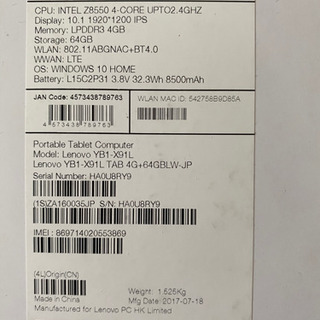 CPU: INTEL Z8550 4-CORE UPTO2.4GHZ
Display: 10.1 1920*1200 IPS
Memory: LPDDR3 4GB
Storage: 64GB
WLAN: 802.11ABGNAC+BT4.0
WWAN: LTE
OS: WINDOWS 10 HOME
Battery: L15C2P31 3.8V 32.3Wh 8500mAh
JAN Code: 4573438789763
WLAN MAC ID: 542758B9D85A
4 573438 789763
Portable Tablet Computer
Model: Lenovo YB1-X91L
Lenovo YB1-X91L TAB 4G+64GBLW-JP
Serial Number: HA0U8RY9
(1S)ZA160035JP S/N: HA0U8RY9
IMEI : 869714020553869
(4L)Origin(CN)
Weight: 1.525Kg
Made in China
Mfg Date: 2017-07-18
Manufactured for Lenovo PC HK Limited